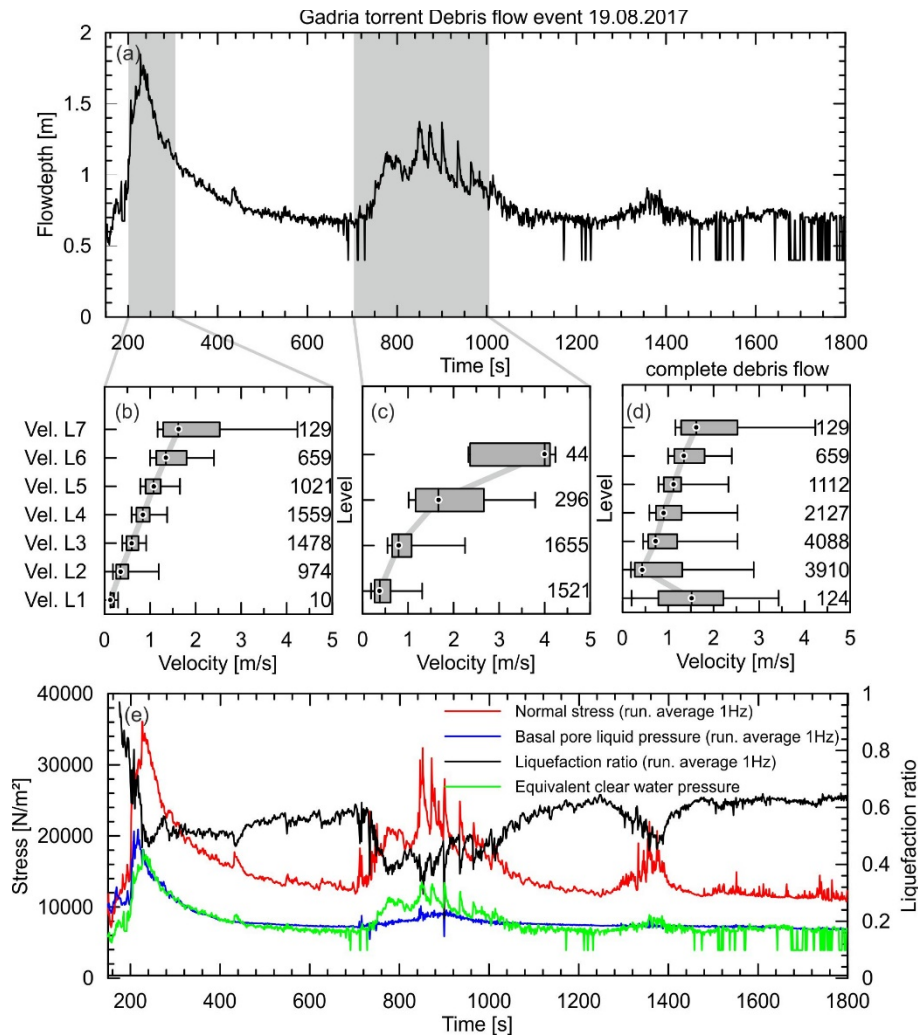 Gadria torrent Debris flow event 19.08.2017
(a)
2
1.5
1
0.5
0
Flowdepth [m]
200 400 600 800 1000 1200 1400 1600 1800
Time [s]
complete debris flow
(b)
Vel. L7 129
Vel. L6 659
Vel. L5 1021
Vel. L4 1559
Vel. L3 1478
Vel. L2 974
Vel. L1 10
0 1 2 3 4 5
Velocity [m/s]
(c)
Level
44
296
1655
1521
0 1 2 3 4 5
Velocity [m/s]
(d)
Level
129
659
1112
2127
4088
3910
124
0 1 2 3 4 5
Velocity [m/s]
(e)
40000
30000
20000
10000
0
Stress [N/m²]
Normal stress (run. average 1Hz)
Basal pore liquid pressure (run. average 1Hz)
Liquefaction ratio (run. average 1Hz)
Equivalent clear water pressure
1
0.8
0.6
0.4
0.2
0
Liquefaction ratio
200 400 600 800 1000 1200 1400 1600 1800
Time [s]